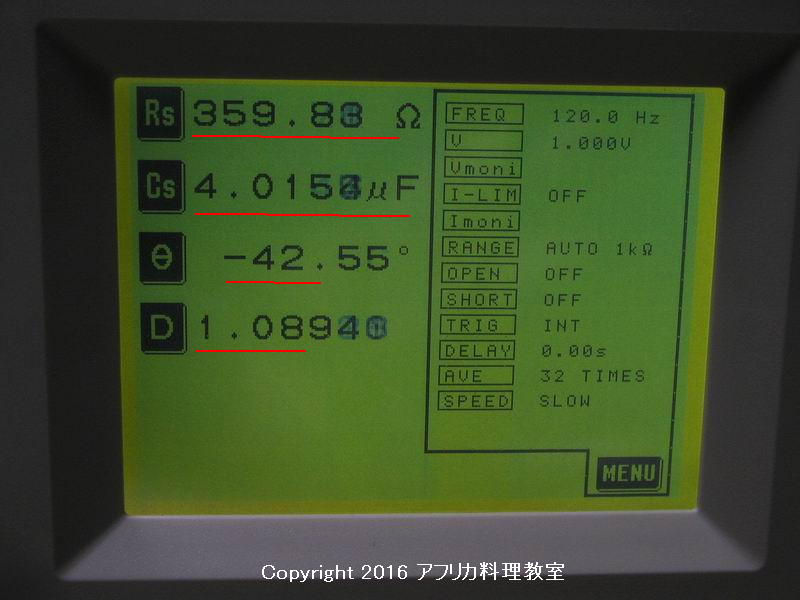 Rs 359.88 Ω
Cs 4.015 μF
θ -42.55°
D 1.0894
FREQ 120.0 Hz
V 1.000V
Vmoni
I-LIM OFF
Imoni
RANGE AUTO 1kΩ
OPEN OFF
SHORT OFF
TRIG INT
DELAY 0.00s
AVE 32 TIMES
SPEED SLOW
MENU
Copyright 2016 アフリカ料理教室